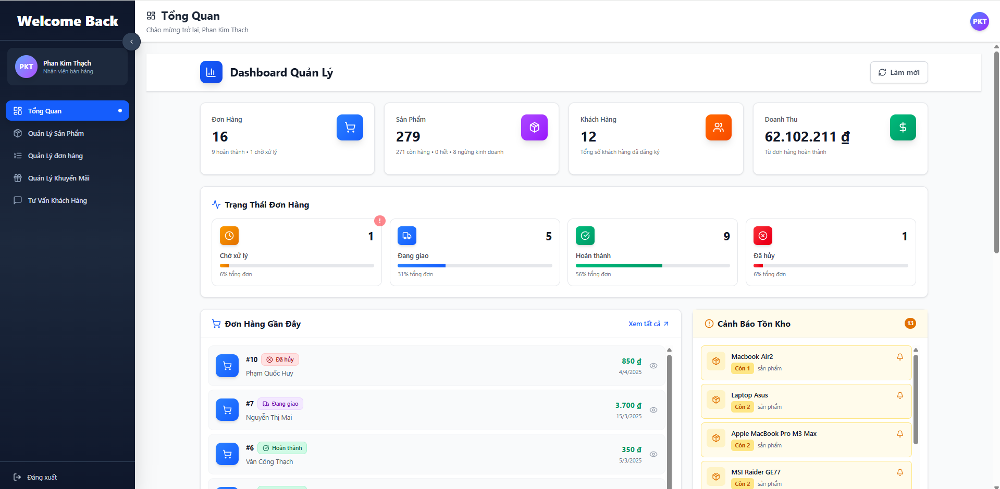 Welcome Back
PKT
Phan Kim Thạch
Nhân viên bán hàng
Tổng Quan
Quản Lý Sản Phẩm
Quản Lý đơn hàng
Quản Lý Khuyến Mãi
Tư Vấn Khách Hàng
Đăng xuất
Tổng Quan
Chào mừng trở lại, Phan Kim Thạch
PKT
Dashboard Quản Lý
Làm mới
Đơn Hàng
16
9 hoàn thành • 1 chờ xử lý
Sản Phẩm
279
271 còn hàng • 0 hết • 8 ngừng kinh doanh
Khách Hàng
12
Tổng số khách hàng đã đăng ký
Doanh Thu
62.102.211 ₫
Từ đơn hàng hoàn thành
Trạng Thái Đơn Hàng
!
1
Chờ xử lý
6% tổng đơn
5
Đang giao
31% tổng đơn
9
Hoàn thành
56% tổng đơn
1
Đã hủy
6% tổng đơn
Đơn Hàng Gần Đây
Xem tất cả
#10 Đã hủy
Phạm Quốc Huy
850 ₫
4/4/2025
#7 Đang giao
Nguyễn Thị Mai
3.700 ₫
15/3/2025
#6 Hoàn thành
Văn Công Thạch
350 ₫
5/3/2025
Cảnh Báo Tồn Kho
13
Macbook Air2
Còn 1 sản phẩm
Laptop Asus
Còn 2 sản phẩm
Apple MacBook Pro M3 Max
Còn 2 sản phẩm
MSI Raider GE77
Còn 2 sản phẩm